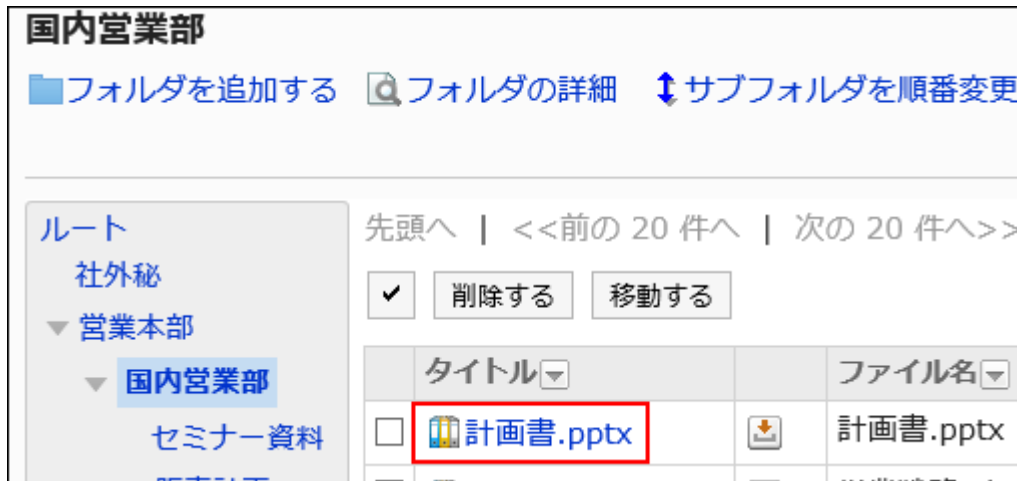 国内営業部
フォルダを追加する フォルダの詳細 サブフォルダを順番変更
ルート
社外秘
営業本部
国内営業部
セミナー資料
先頭へ | <<前の 20 件へ | 次の 20 件へ>>
削除する 移動する
タイトル ファイル名
計画書.pptx 計画書.pptx